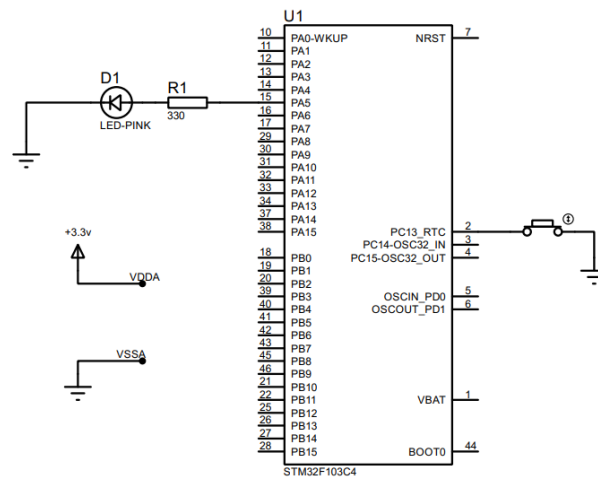 U1
10 PA0-WKUP NRST 7
11 PA1
12 PA2
13 PA3
14 PA4
15 PA5
16 PA6
17 PA7
29 PA8
30 PA9
31 PA10
32 PA11
33 PA12
34 PA13
37 PA14
38 PA15
D1
LED-PINK
R1
330
PC13_RTC 2
PC14-OSC32_IN 3
PC15-OSC32_OUT 4
+3.3v
VDDA
VSSA
18 PB0
19 PB1
20 PB2
39 PB3
40 PB4
41 PB5
42 PB6
43 PB7
45 PB8
46 PB9
21 PB10
22 PB11
25 PB12
26 PB13
27 PB14
28 PB15
OSCIN_PD0 5
OSCOUT_PD1 6
VBAT 1
BOOT0 44
STM32F103C4